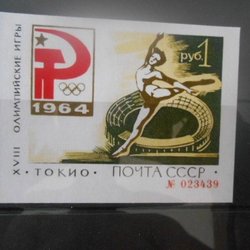 XVIII ОЛИМПИЙСКИЕ ИГРЫ
1964
руб. 1
• ТОКИО • ПОЧТА СССР
№ 023439